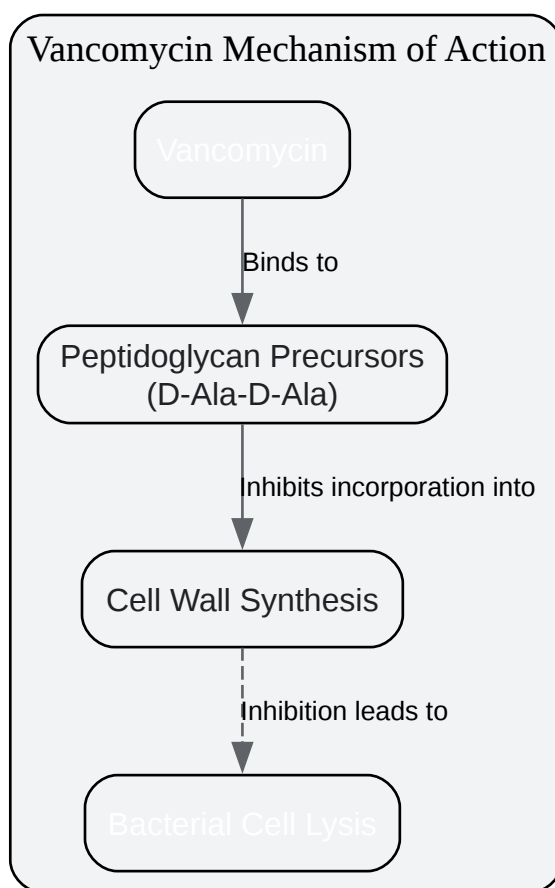 Vancomycin Mechanism of Action
Vancomycin
Binds to
Peptidoglycan Precursors
(D-Ala-D-Ala)
Inhibits incorporation into
Cell Wall Synthesis
Inhibition leads to
Bacterial Cell Lysis